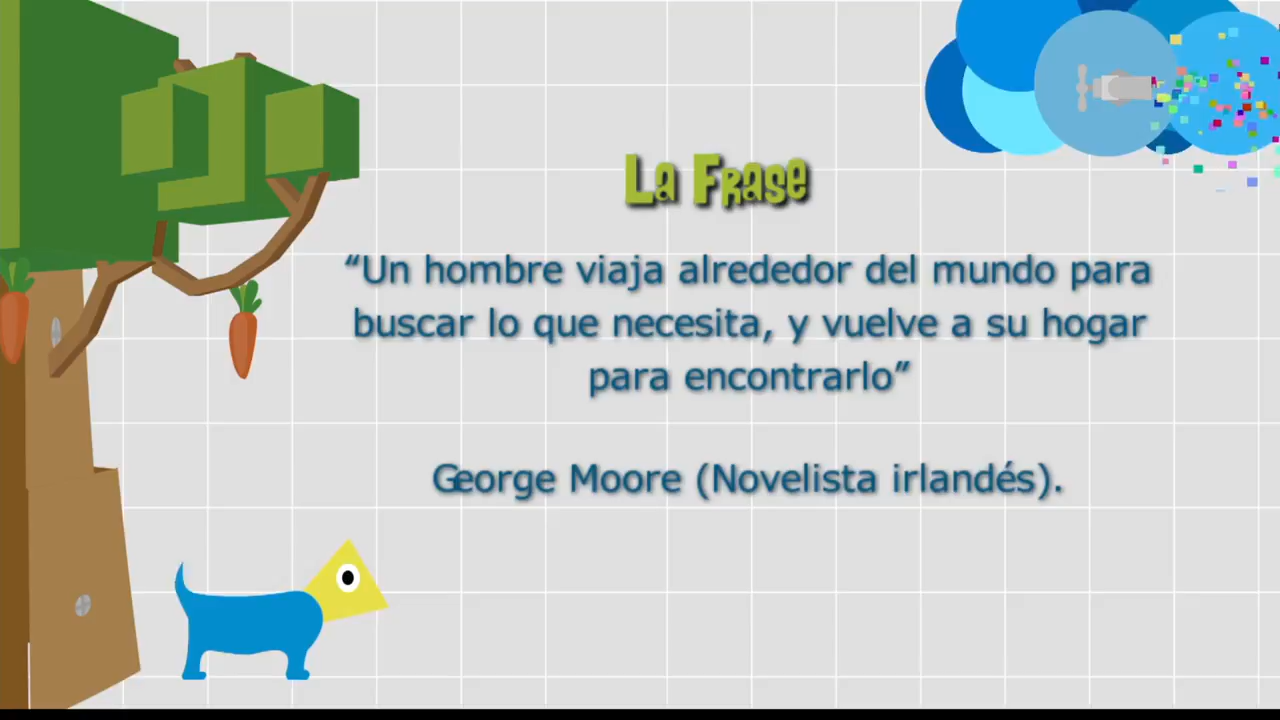 La Frase
“Un hombre viaja alrededor del mundo para
buscar lo que necesita, y vuelve a su hogar
para encontrarlo”
George Moore (Novelista irlandés).